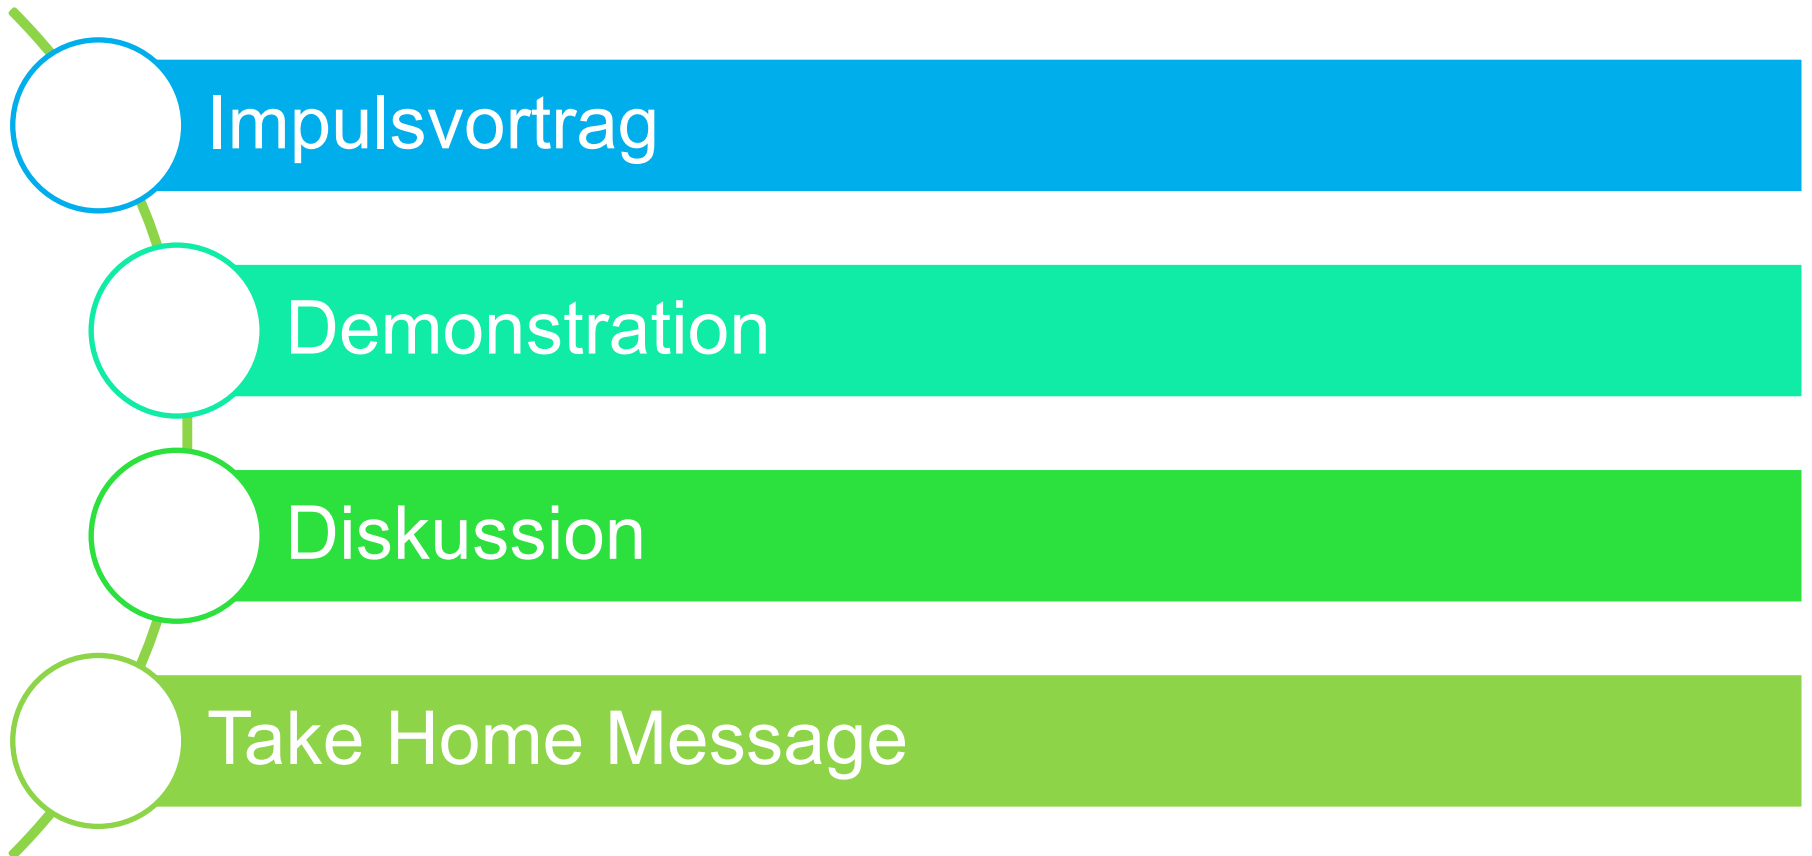 Impulsvortrag
Demonstration
Diskussion
Take Home Message